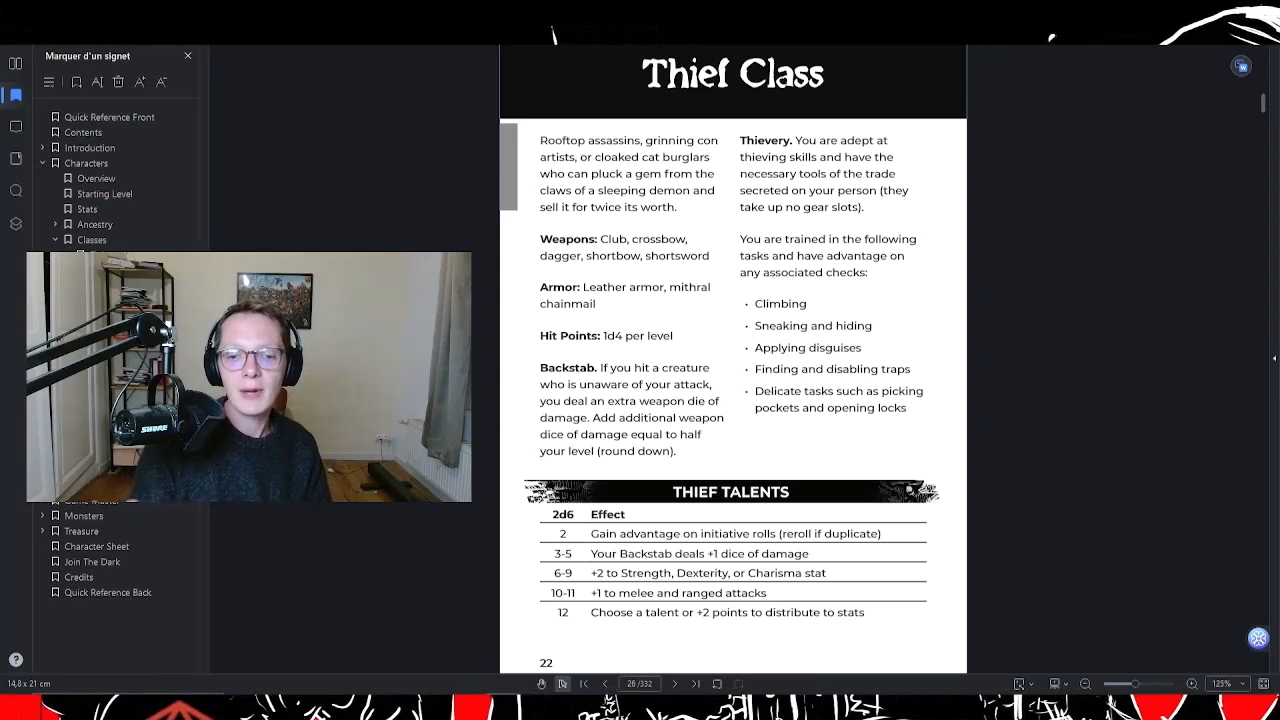 Marquer d'un signet
Quick Reference Front
Contents
Introduction
Characters
Overview
Starting Level
Stats
Ancestry
Classes
Monsters
Treasure
Character Sheet
Join The Dark
Credits
Quick Reference Back
SHURE
Thief Class
Rooftop assassins, grinning con
artists, or cloaked cat burglars
who can pluck a gem from the
claws of a sleeping demon and
sell it for twice its worth.
Weapons: Club, crossbow,
dagger, shortbow, shortsword
Armor: Leather armor, mithral
chainmail
Hit Points: 1d4 per level
Backstab. If you hit a creature
who is unaware of your attack,
you deal an extra weapon die of
damage. Add additional weapon
dice of damage equal to half
your level (round down).
Thievery. You are adept at
thieving skills and have the
necessary tools of the trade
secreted on your person (they
take up no gear slots).
You are trained in the following
tasks and have advantage on
any associated checks:
• Climbing
• Sneaking and hiding
• Applying disguises
• Finding and disabling traps
• Delicate tasks such as picking
pockets and opening locks
THIEF TALENTS
2d6 Effect
2 Gain advantage on initiative rolls (reroll if duplicate)
3-5 Your Backstab deals +1 dice of damage
6-9 +2 to Strength, Dexterity, or Charisma stat
10-11 +1 to melee and ranged attacks
12 Choose a talent or +2 points to distribute to stats
22
14,8 x 21 cm
26 /332
125%